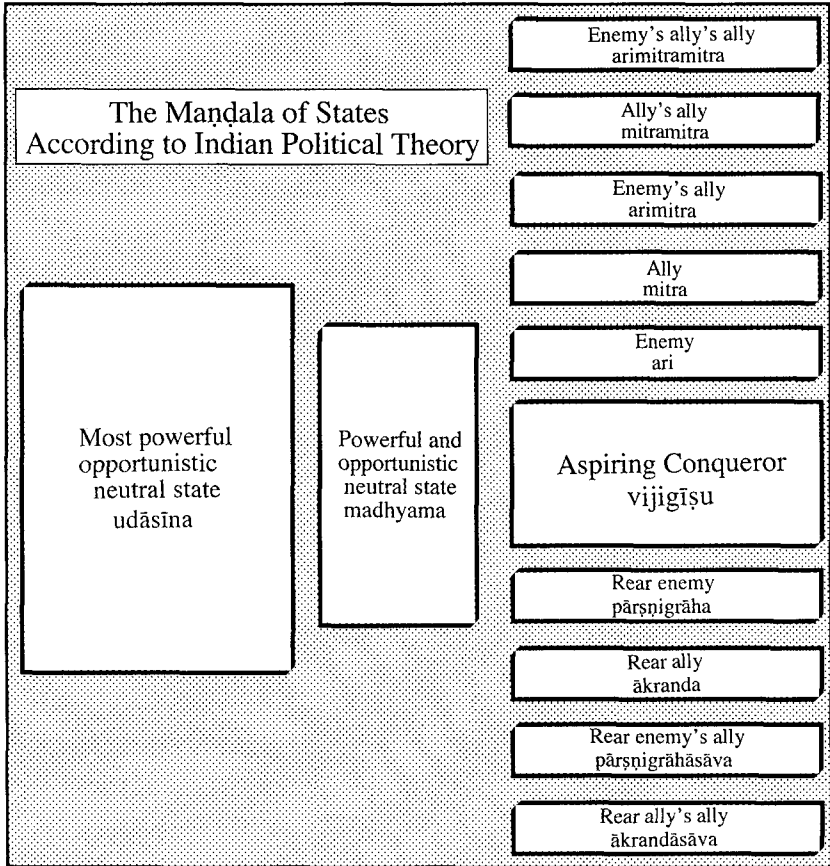 The Maṇḍala of States
According to Indian Political Theory
Enemy's ally's ally
arimitramitra
Ally's ally
mitramitra
Enemy's ally
arimitra
Ally
mitra
Enemy
ari
Most powerful
opportunistic
neutral state
udāsīna
Powerful and
opportunistic
neutral state
madhyama
Aspiring Conqueror
vijigīṣu
Rear enemy
pārṣṇigrāha
Rear ally
ākranda
Rear enemy's ally
pārṣṇigrāhāsāva
Rear ally's ally
ākrandāsāva